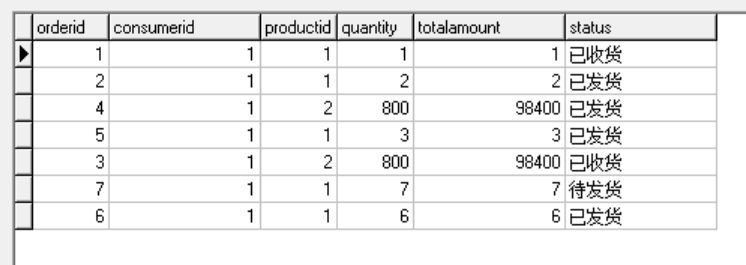 orderid consumerid productid quantity totalamount status
1 1 1 1 1 已收货
2 1 1 2 2 已发货
4 1 2 800 98400 已发货
5 1 1 3 3 已发货
3 1 2 800 98400 已收货
7 1 1 7 7 待发货
6 1 1 6 6 已发货